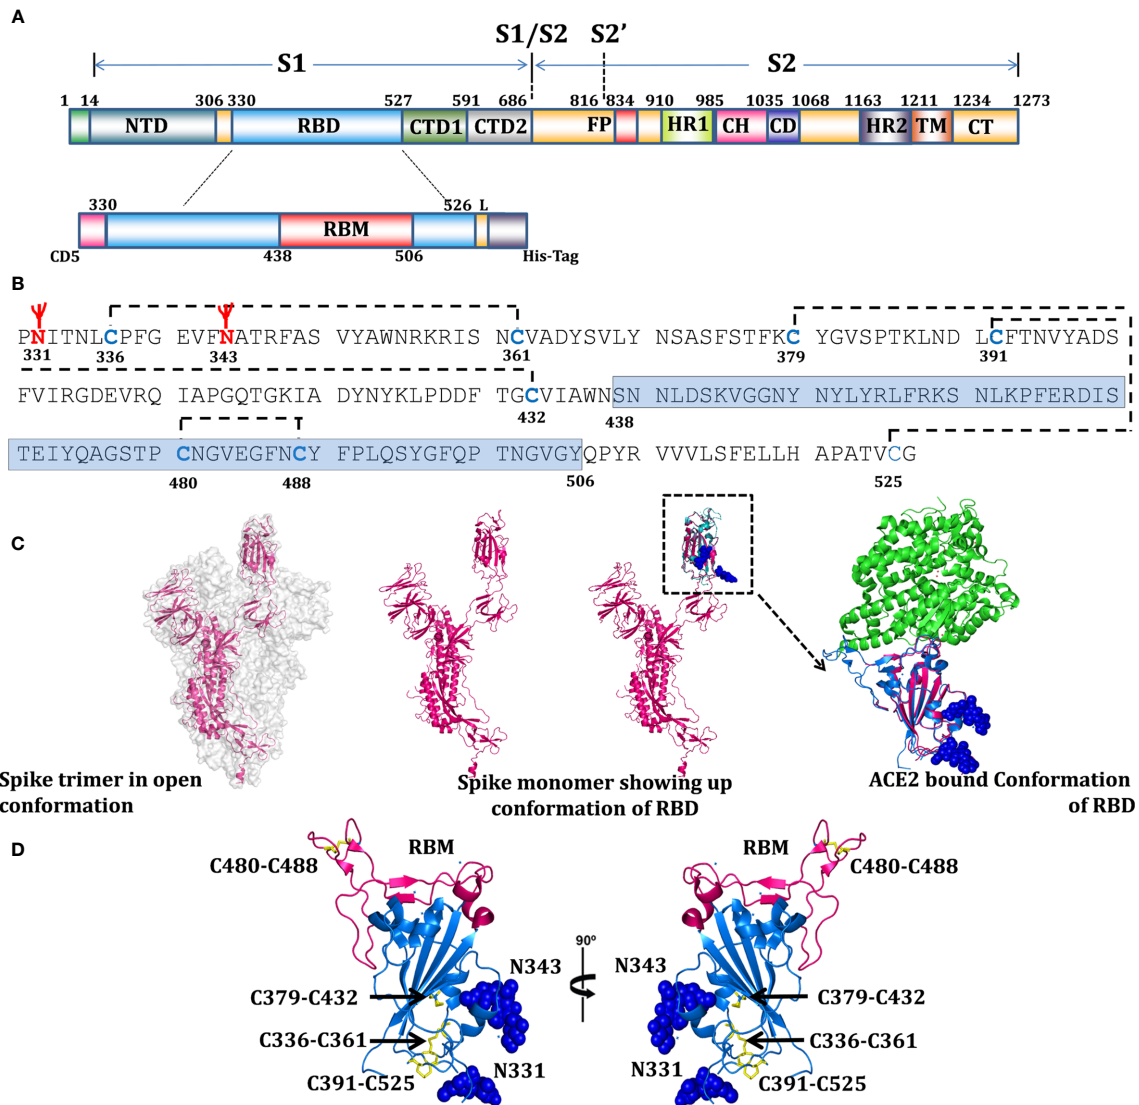 A
S1/S2 S2'
S1 S2
1 14 306 330 527 591 686 816 834 910 985 1035 1068 1163 1211 1234 1273
NTD RBD CTD1 CTD2 FP HR1 CH CD HR2 TM CT
330 526 L
RBM
CD5 438 506 His-Tag
B
PNITNLCPFG EVFNATRFAS VYAWNRKRIS NCVADYSVLY NSASFSTFKC YGVSPTKLND LCFTNVYADS
331 336 343 361 379 391
FVIRGDEVRQ IAPGQTGKIA DYNYKLPDDF TGCVIAWNSN NLDSKVGGNY NYLYRLFRKS NLKPFERDIS
432 438
TEIYQAGSTP CNGVEGFNCY FPLQSYGFQP TNGVGYQPYR VVVLSFELLH APATVCG
480 488 506 525
C
Spike trimer in open
conformation
Spike monomer showing up
conformation of RBD
ACE2 bound Conformation
of RBD
D
RBM RBM
C480-C488 C480-C488
90º
N343 N343
C379-C432 C379-C432
C336-C361 C336-C361
N331 N331
C391-C525 C391-C525